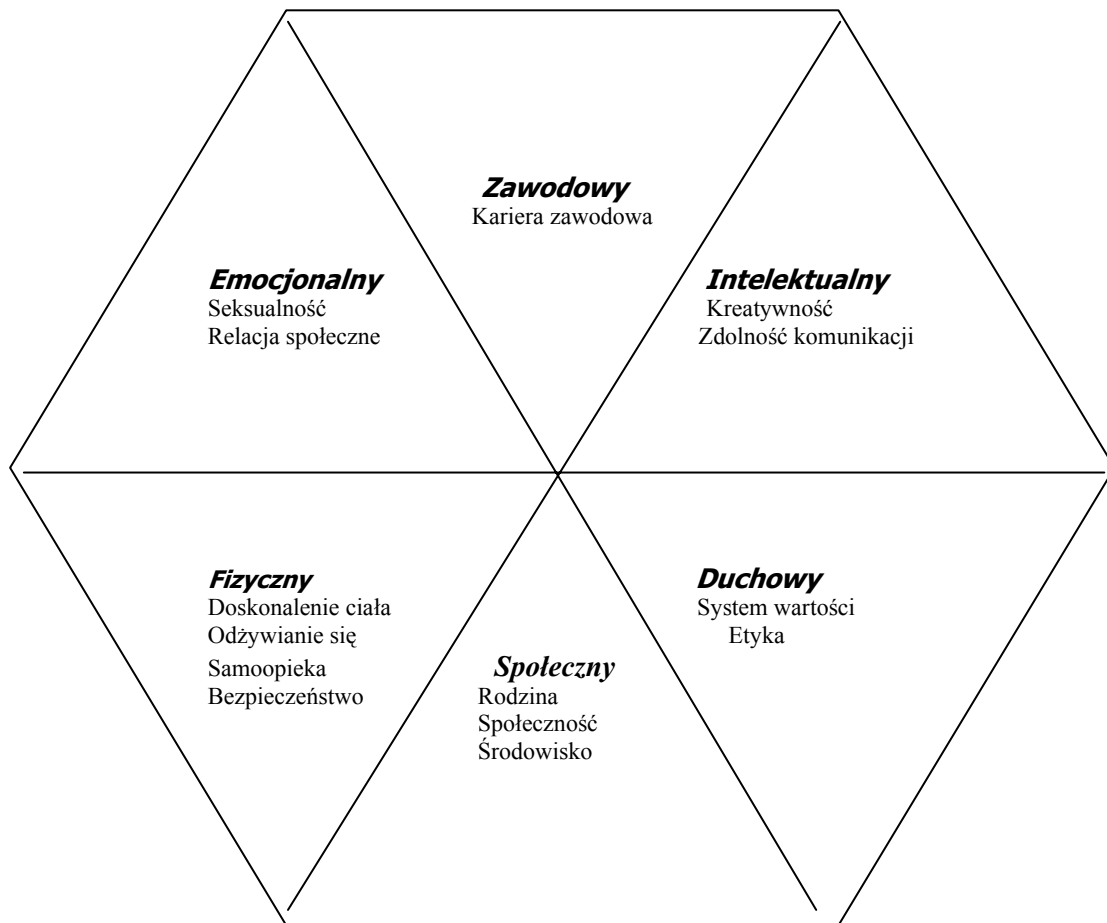 Zawodowy
Kariera zawodowa
Emocjonalny
Seksualność
Relacja społeczne
Intelektualny
Kreatywność
Zdolność komunikacji
Fizyczny
Doskonalenie ciała
Odżywianie się
Samoopieka
Bezpieczeństwo
Społeczny
Rodzina
Społeczność
Środowisko
Duchowy
System wartości
Etyka